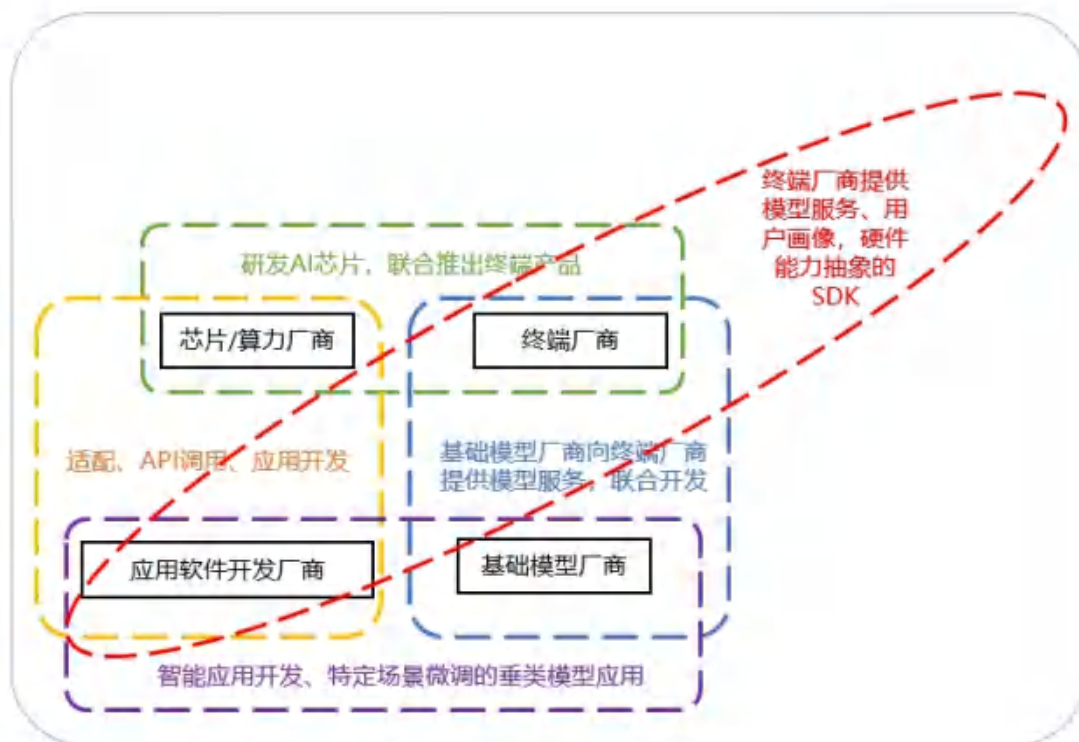 终端厂商提供
模型服务、用
户画像，硬件
能力抽象的
SDK
研发AI芯片，联合推出终端产品
芯片/算力厂商
终端厂商
适配、API调用、应用开发
基础模型厂商向终端厂商
提供模型服务，联合开发
应用软件开发厂商
基础模型厂商
智能应用开发、特定场景微调的垂类模型应用